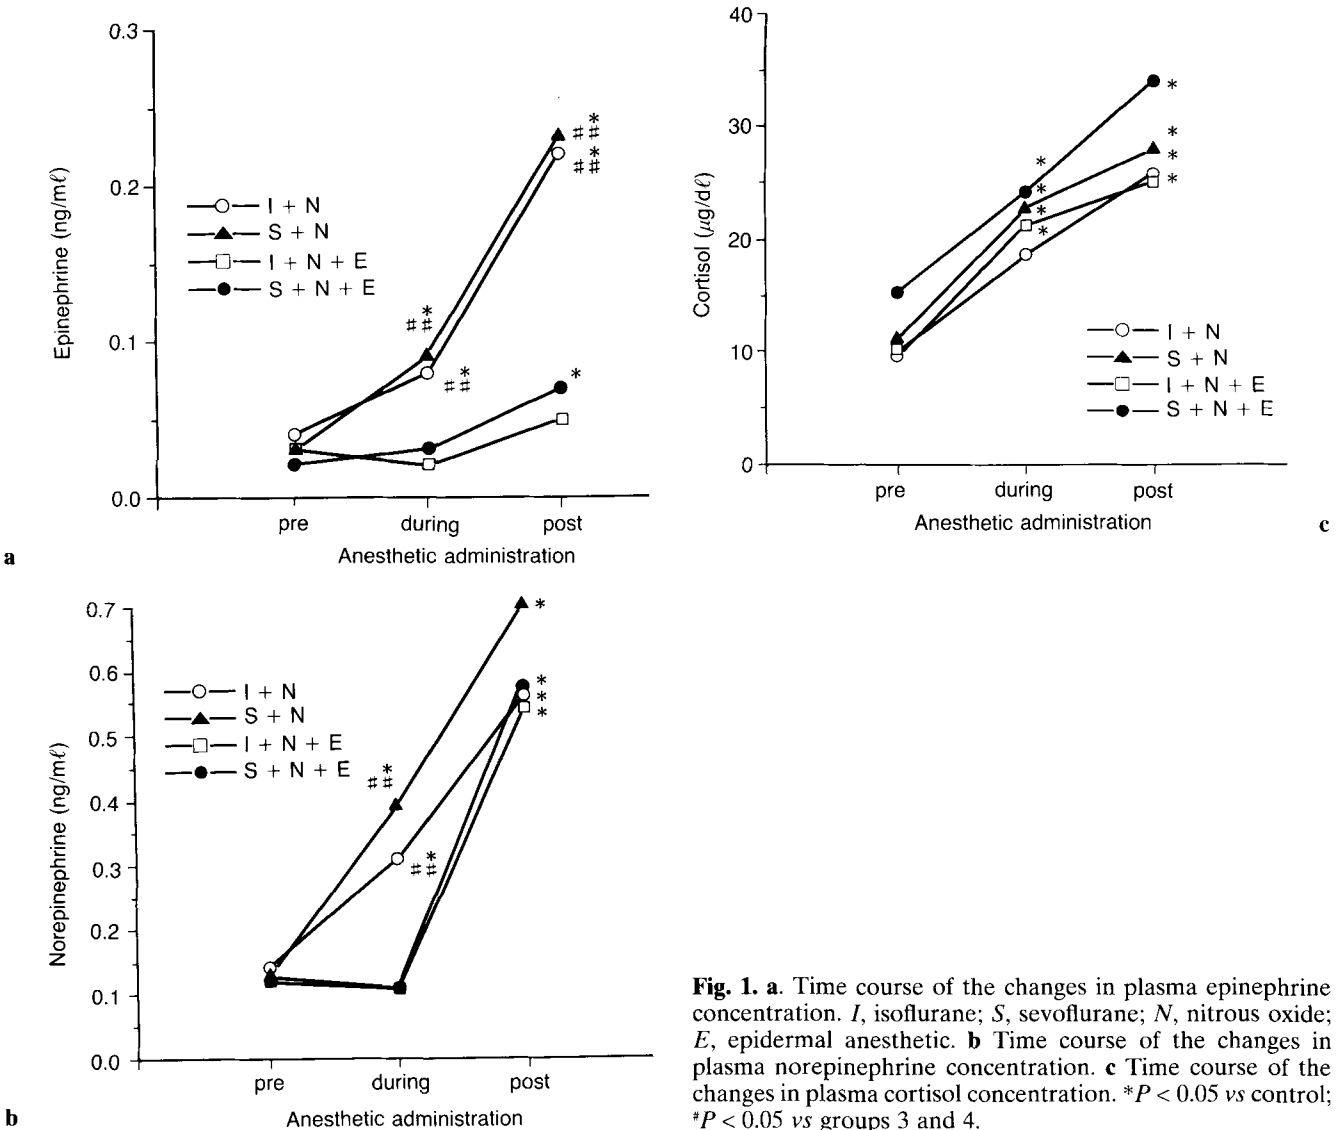 0.3
0.2
0.1
0.0
Epinephrine (ng/mℓ)
I + N
S + N
I + N + E
S + N + E
*
##
*
##
*
##
*
##
*
pre during post
Anesthetic administration
a
40
30
20
10
0
Cortisol (μg/dℓ)
*
*
*
*
*
*
*
*
I + N
S + N
I + N + E
S + N + E
pre during post
Anesthetic administration
c
0.7
0.6
0.5
0.4
0.3
0.2
0.1
0.0
Norepinephrine (ng/mℓ)
I + N
S + N
I + N + E
S + N + E
*
*
*
*
*
##
*
##
pre during post
Anesthetic administration
b
Fig. 1. a. Time course of the changes in plasma epinephrine
concentration. I, isoflurane; S, sevoflurane; N, nitrous oxide;
E, epidermal anesthetic. b Time course of the changes in
plasma norepinephrine concentration. c Time course of the
changes in plasma cortisol concentration. *P < 0.05 vs control;
#P < 0.05 vs groups 3 and 4.